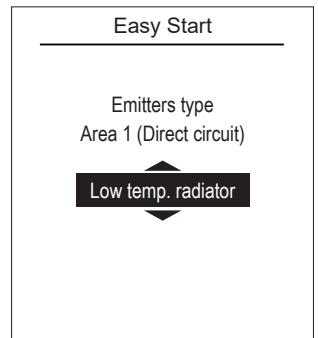 Easy Start
Emitters type
Area 1 (Direct circuit)
Low temp. radiator